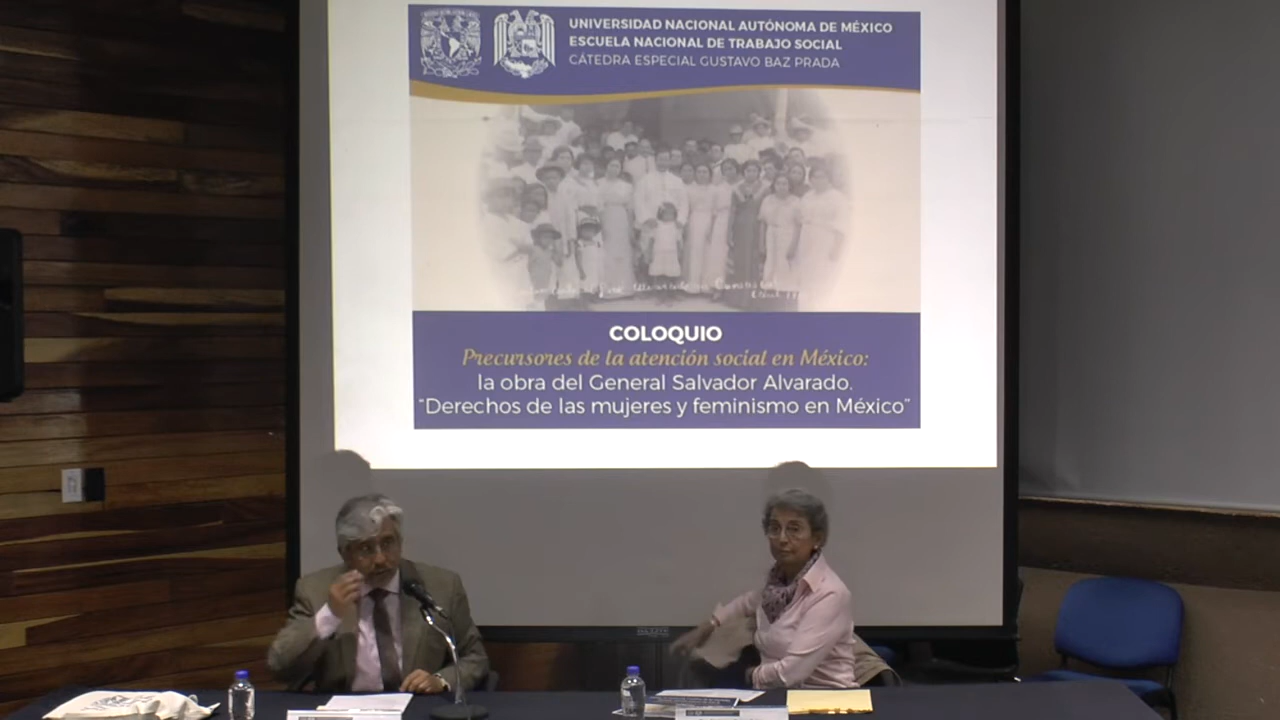 UNIVERSIDAD NACIONAL AUTÓNOMA DE MÉXICO
ESCUELA NACIONAL DE TRABAJO SOCIAL
CÁTEDRA ESPECIAL GUSTAVO BAZ PRADA
COLOQUIO
Precursores de la atención social en México:
la obra del General Salvador Alvarado.
“Derechos de las mujeres y feminismo en México”